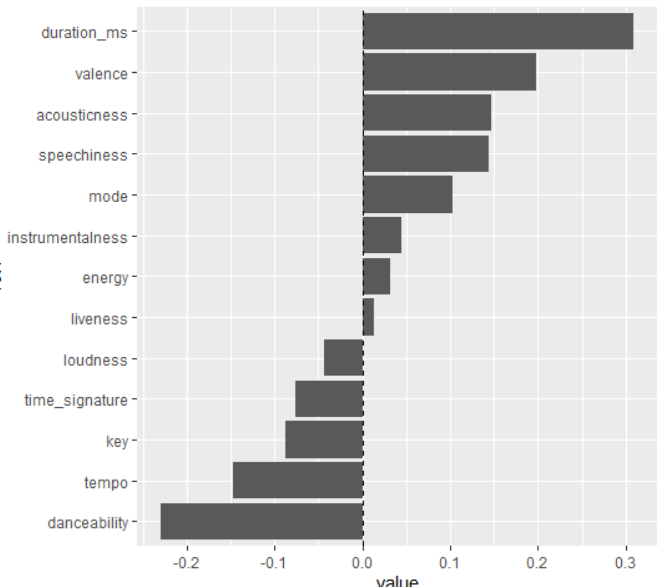 duration_ms
valence
acousticness
speechiness
mode
instrumentalness
energy
liveness
loudness
time_signature
key
tempo
danceability
-0.2 -0.1 0.0 0.1 0.2 0.3
value